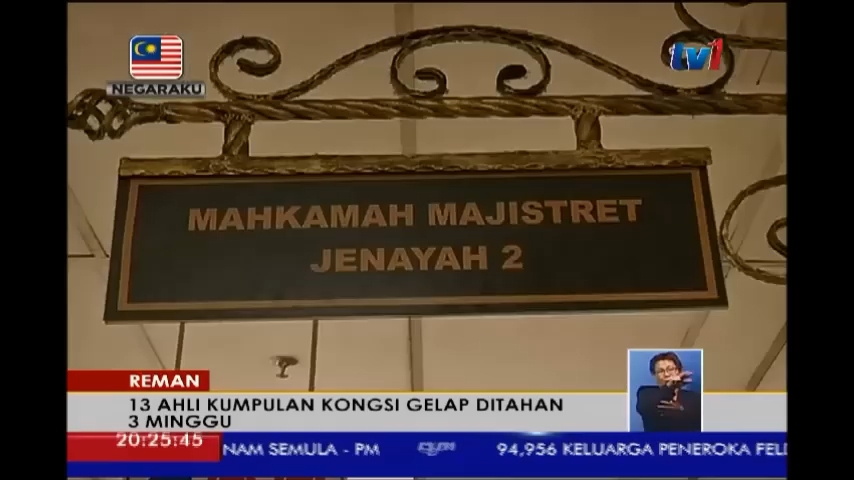 NEGARAKU
tv1
MAHKAMAH MAJISTRET
JENAYAH 2
REMAN
13 AHLI KUMPULAN KONGSI GELAP DITAHAN
3 MINGGU
20:25:45
NAM SEMULA - PM
94,956 KELUARGA PENEROKA FEL